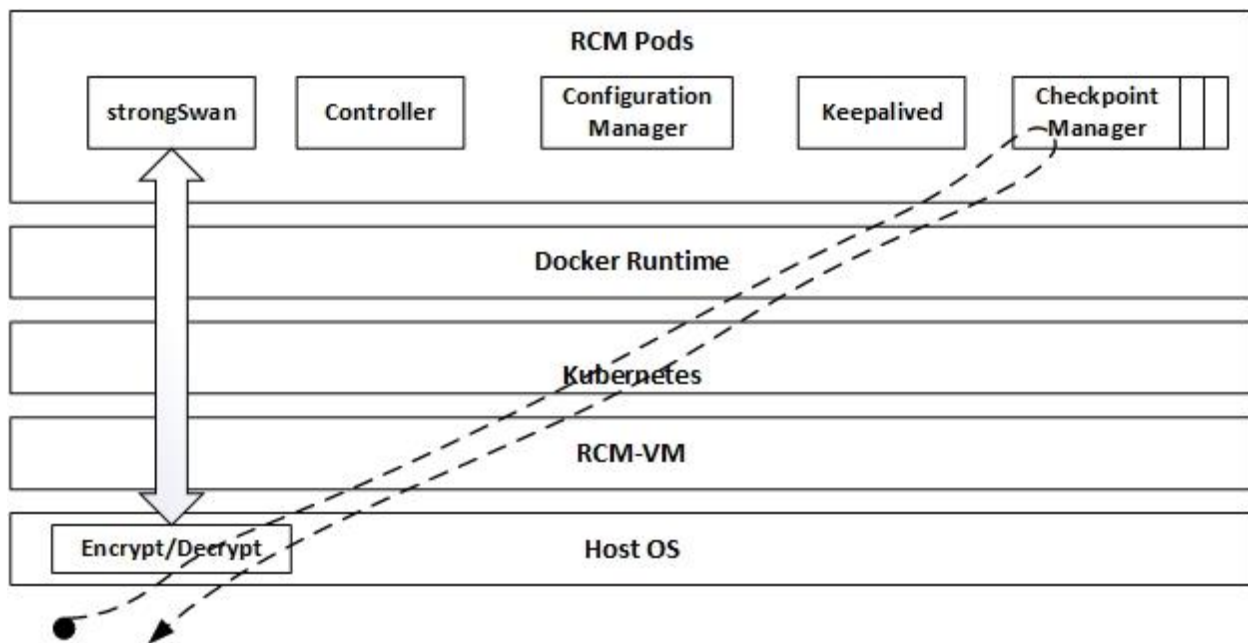 RCM Pods
strongSwan
Controller
Configuration
Manager
Keepalived
Checkpoint
Manager
Docker Runtime
Kubernetes
RCM-VM
Encrypt/Decrypt
Host OS